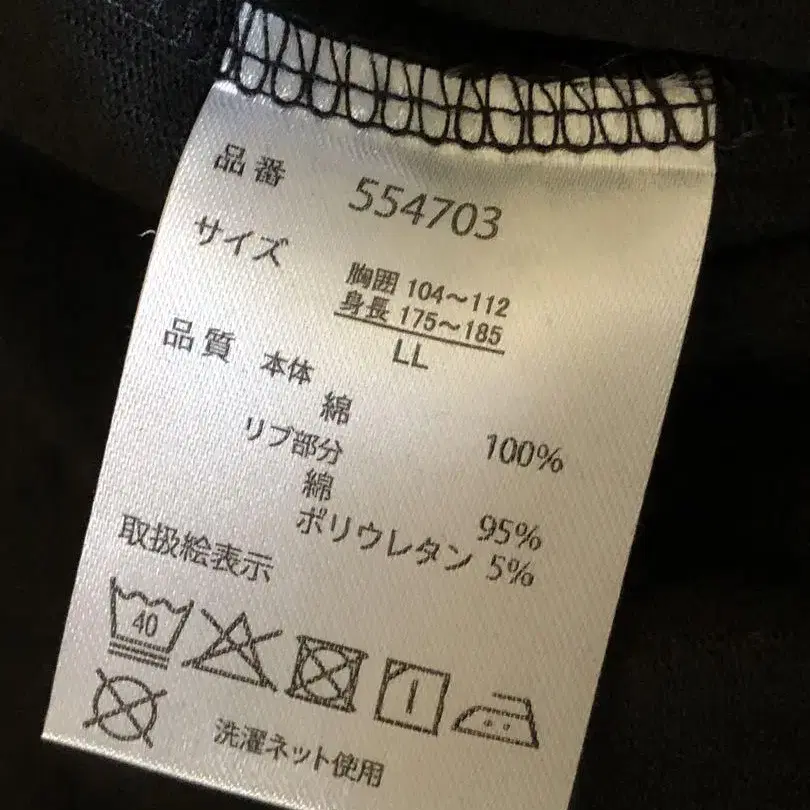 品番 554703
サイズ
胸囲 104〜112
身長 175〜185
LL
品質 本体
綿 100%
リブ部分
綿 95%
ポリウレタン 5%
取扱絵表示
40
洗濯ネット使用